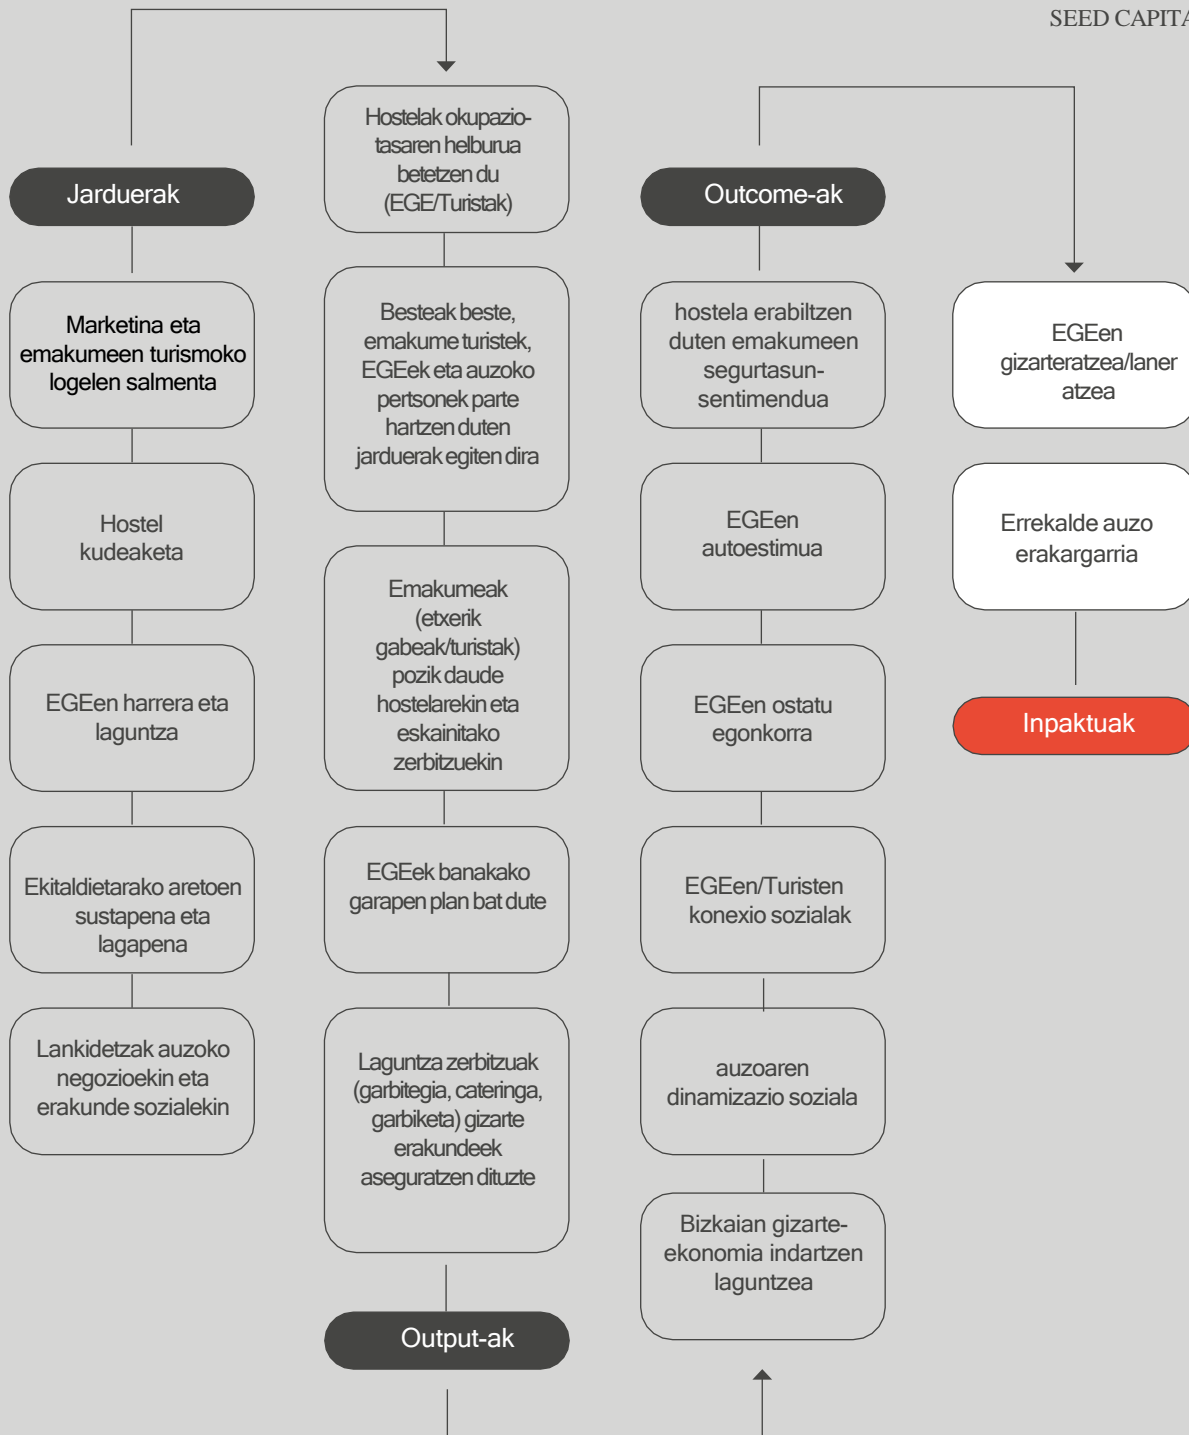 SEED CAPITA
Jarduerak
Marketina eta
emakumeen turismoko
logelen salmenta
Hostel
kudeaketa
EGEen harrera eta
laguntza
Ekitaldietarako aretoen
sustapena eta
lagapena
Lankidetzak auzoko
negozioekin eta
erakunde sozialekin
Hostelak okupazio-
tasaren helburua
betetzen du
(EGE/Turistak)
Besteak beste,
emakume turistek,
EGEek eta auzoko
pertsonek parte
hartzen duten
jarduerak egiten dira
Emakumeak
(etxerik
gabeak/turistak)
pozik daude
hostelarekin eta
eskainitako
zerbitzuekin
EGEek banakako
garapen plan bat dute
Laguntza zerbitzuak
(garbitegia, cateringa,
garbiketa) gizarte
erakundeek
aseguratzen dituzte
Output-ak
Outcome-ak
hostela erabiltzen
duten emakumeen
segurtasun-
sentimendua
EGEen
autoestimua
EGEen ostatu
egonkorra
EGEen/Turisten
konexio sozialak
auzoaren
dinamizazio soziala
Bizkaian gizarte-
ekonomia indartzen
laguntzea
EGEen
gizarteratzea/laner
atzea
Errekalde auzo
erakargarria
Inpaktuak